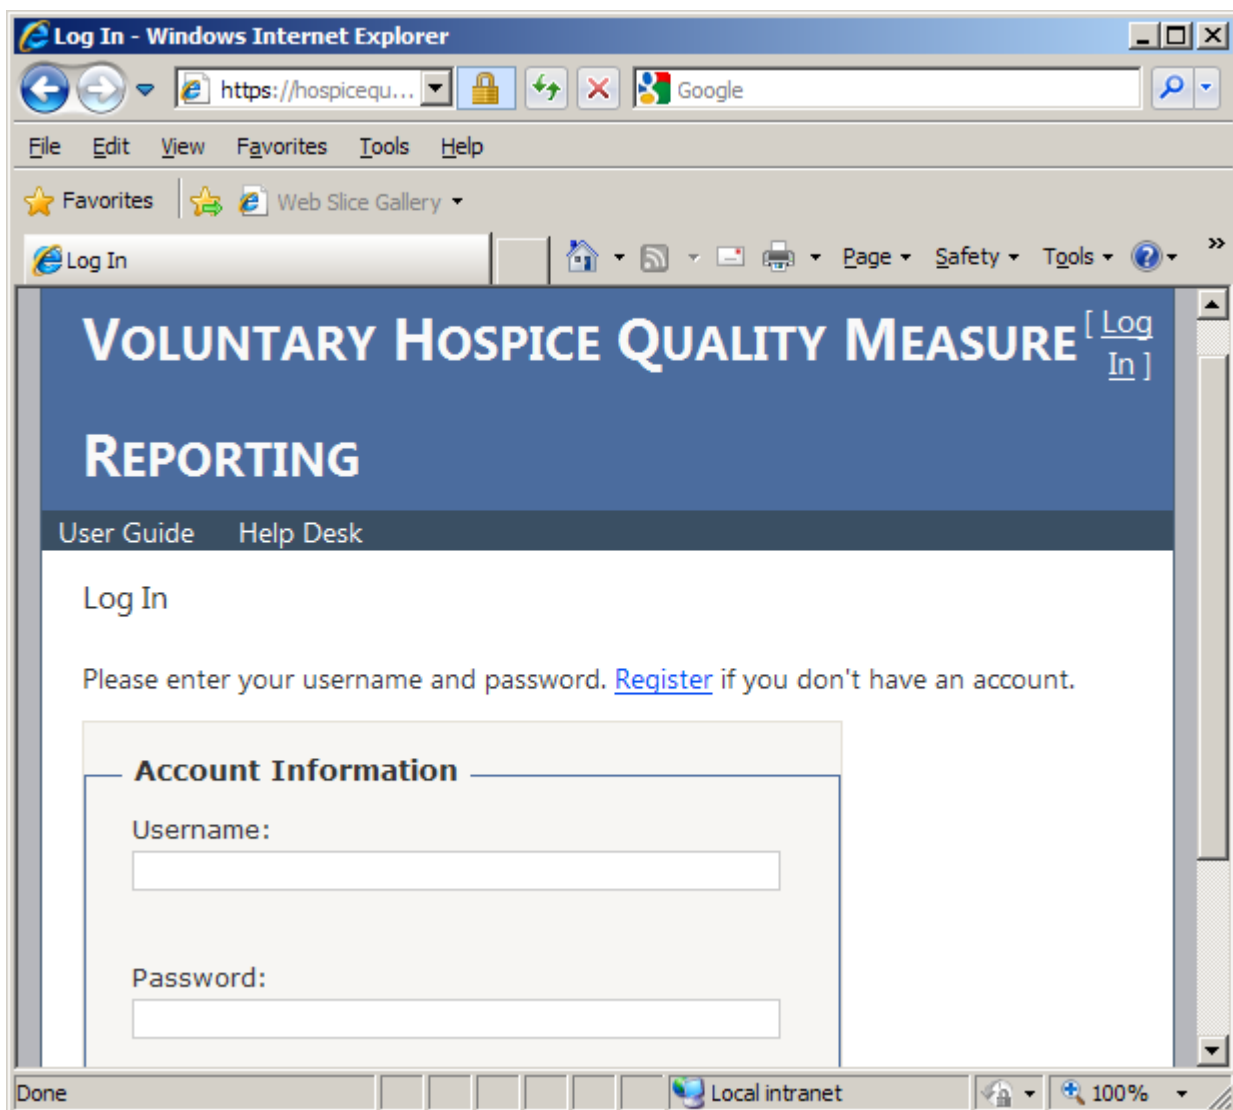 Log In - Windows Internet Explorer
https://hospicequ... Google
File Edit View Favorites Tools Help
Favorites Web Slice Gallery
Log In Page Safety Tools »
VOLUNTARY HOSPICE QUALITY MEASURE [ Log
In ]
REPORTING
User Guide Help Desk
Log In
Please enter your username and password. Register if you don't have an account.
Account Information
Username:
Password:
Done Local intranet 100%